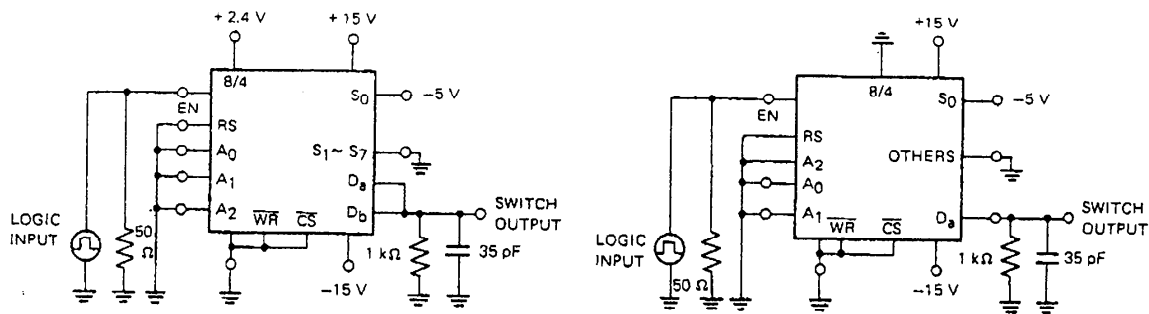 + 2.4 V
+ 15 V
8/4
S0
−5 V
EN
RS
A0
A1
A2
S1 ~ S7
Da
Db
WR
CS
SWITCH
OUTPUT
LOGIC
INPUT
50
Ω
1 kΩ
35 pF
−15 V
+15 V
8/4
S0
−5 V
EN
RS
A2
A0
A1
OTHERS
Da
WR
CS
SWITCH
OUTPUT
LOGIC
INPUT
50 Ω
1 kΩ
35 pF
−15 V